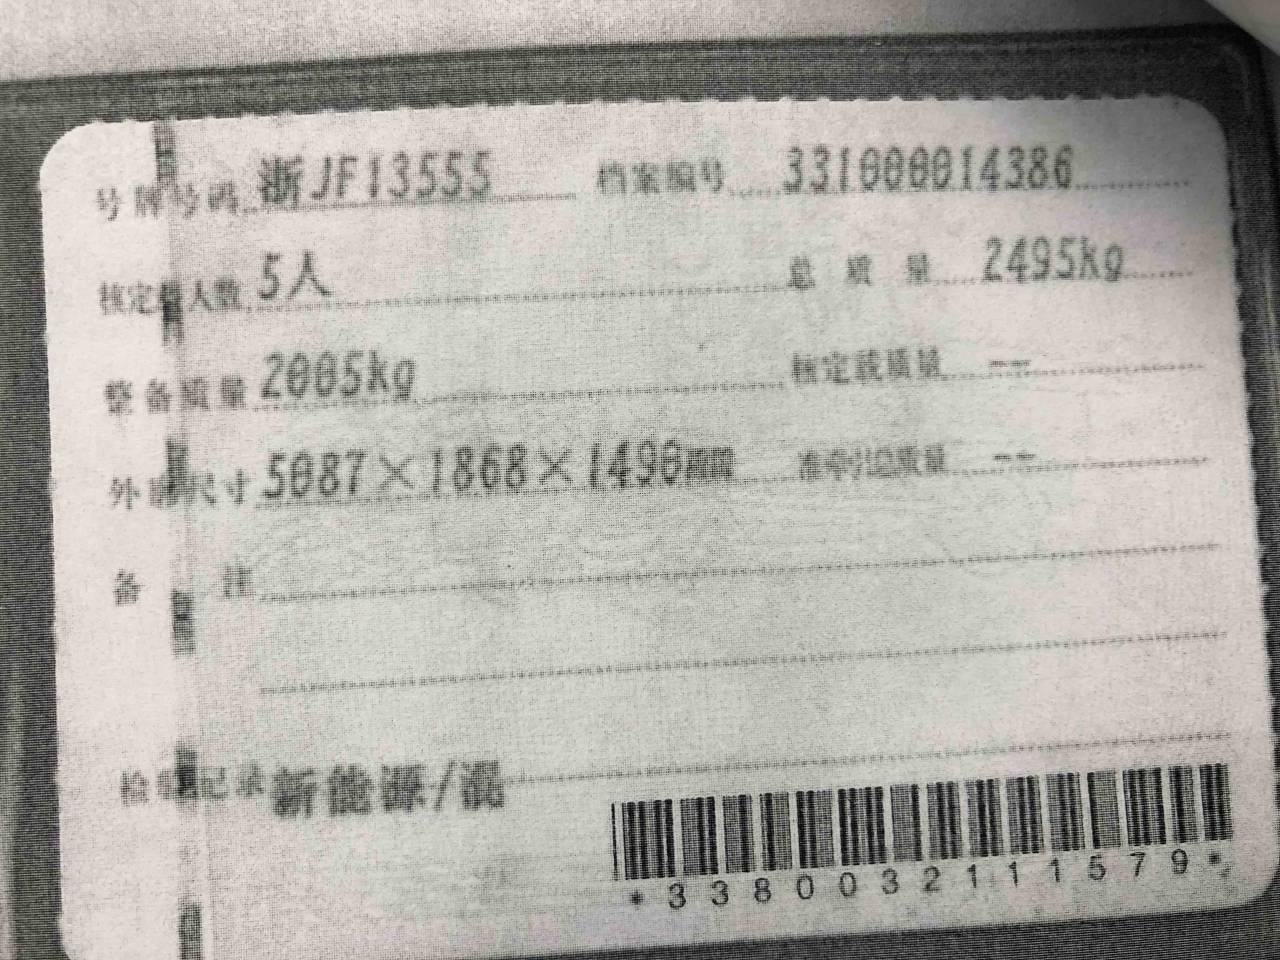 号牌号码 浙JF13555 档案编号 331000014386
核定载人数 5人 总质量 2495kg
整备质量 2005kg 核定载质量 --
外廓尺寸 5087×1868×1490mm 准牵引总质量 --
备注
检验记录 新能源/混
*3380032111579*